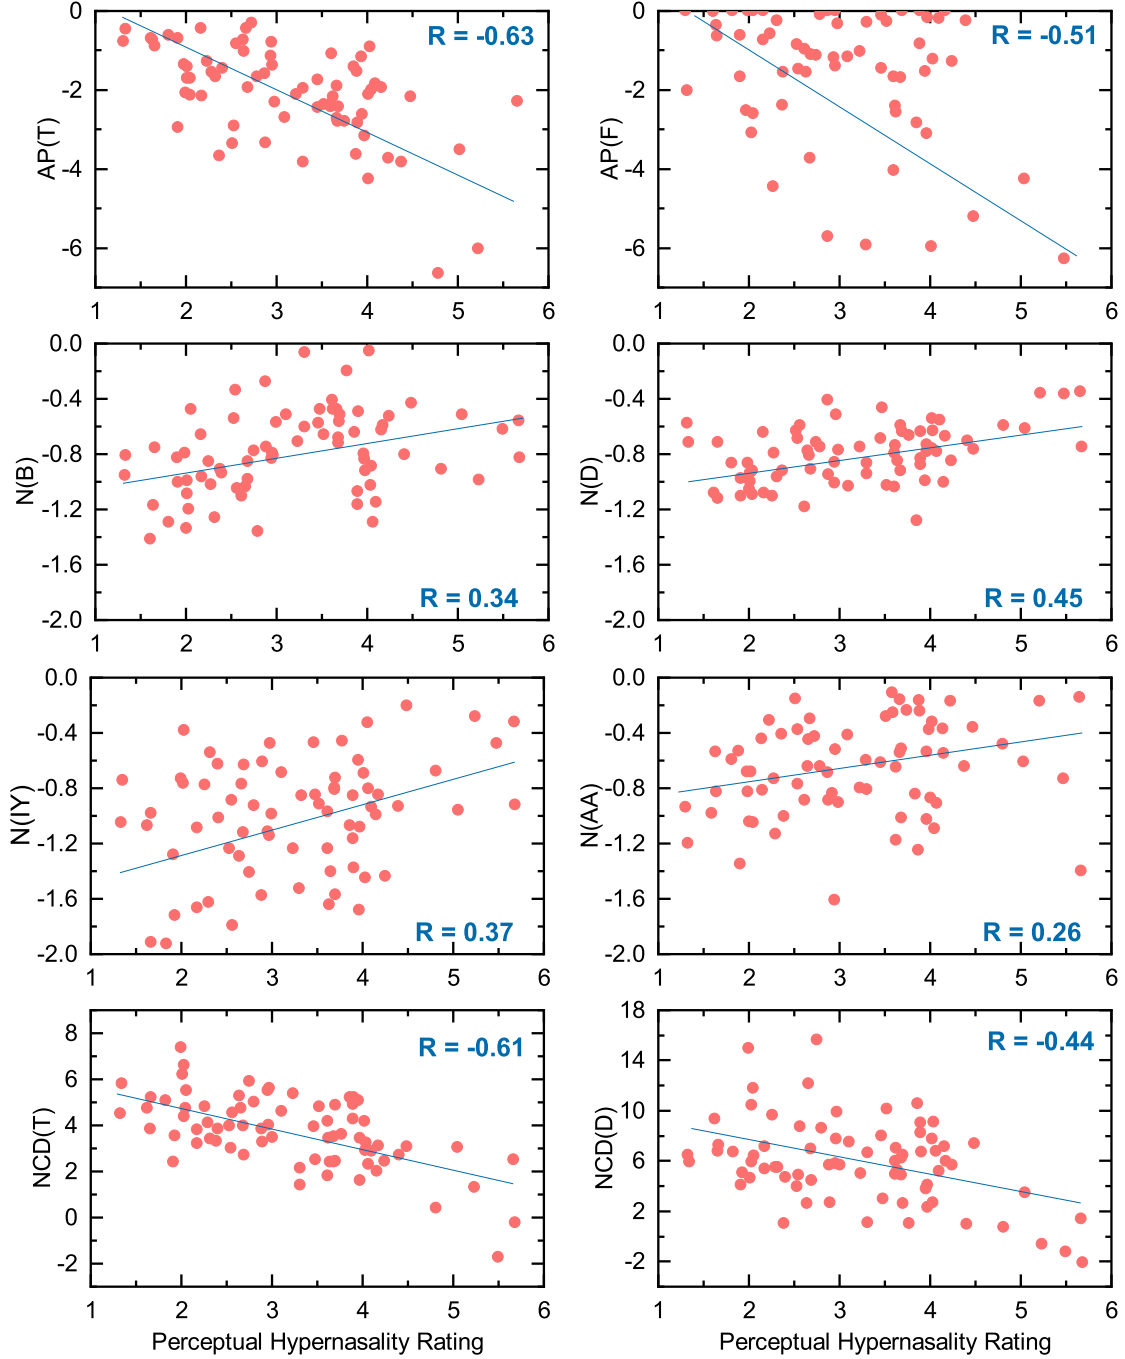 0
-2
-4
-6
AP(T)
R = -0.63
1 2 3 4 5 6
0
-2
-4
-6
AP(F)
R = -0.51
1 2 3 4 5 6
0.0
-0.4
-0.8
-1.2
-1.6
-2.0
N(B)
R = 0.34
1 2 3 4 5 6
0.0
-0.4
-0.8
-1.2
-1.6
-2.0
N(D)
R = 0.45
1 2 3 4 5 6
0.0
-0.4
-0.8
-1.2
-1.6
-2.0
N(IY)
R = 0.37
1 2 3 4 5 6
0.0
-0.4
-0.8
-1.2
-1.6
-2.0
N(AA)
R = 0.26
1 2 3 4 5 6
8
6
4
2
0
-2
NCD(T)
R = -0.61
1 2 3 4 5 6
Perceptual Hypernasality Rating
18
14
10
6
2
-2
NCD(D)
R = -0.44
1 2 3 4 5 6
Perceptual Hypernasality Rating